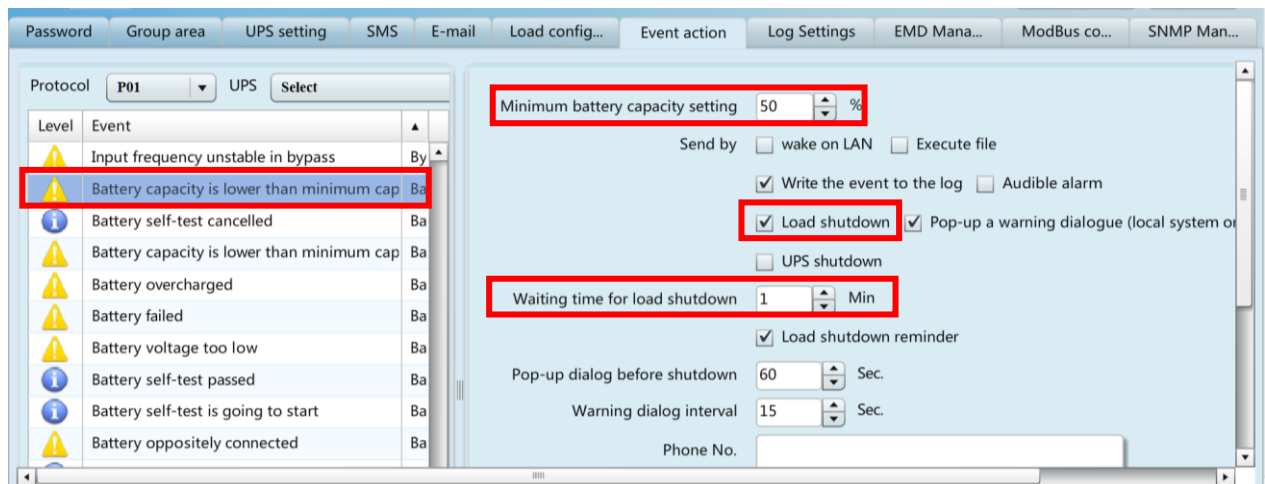 Password Group area UPS setting SMS E-mail Load config... Event action Log Settings EMD Mana... ModBus co... SNMP Man...
Protocol P01 UPS Select
Level Event
Input frequency unstable in bypass By
Battery capacity is lower than minimum cap Ba
Battery self-test cancelled Ba
Battery capacity is lower than minimum cap Ba
Battery overcharged Ba
Battery failed Ba
Battery voltage too low Ba
Battery self-test passed Ba
Battery self-test is going to start Ba
Battery oppositely connected Ba
Minimum battery capacity setting 50 %
Send by wake on LAN Execute file
Write the event to the log Audible alarm
Load shutdown Pop-up a warning dialogue (local system or
UPS shutdown
Waiting time for load shutdown 1 Min
Load shutdown reminder
Pop-up dialog before shutdown 60 Sec.
Warning dialog interval 15 Sec.
Phone No.